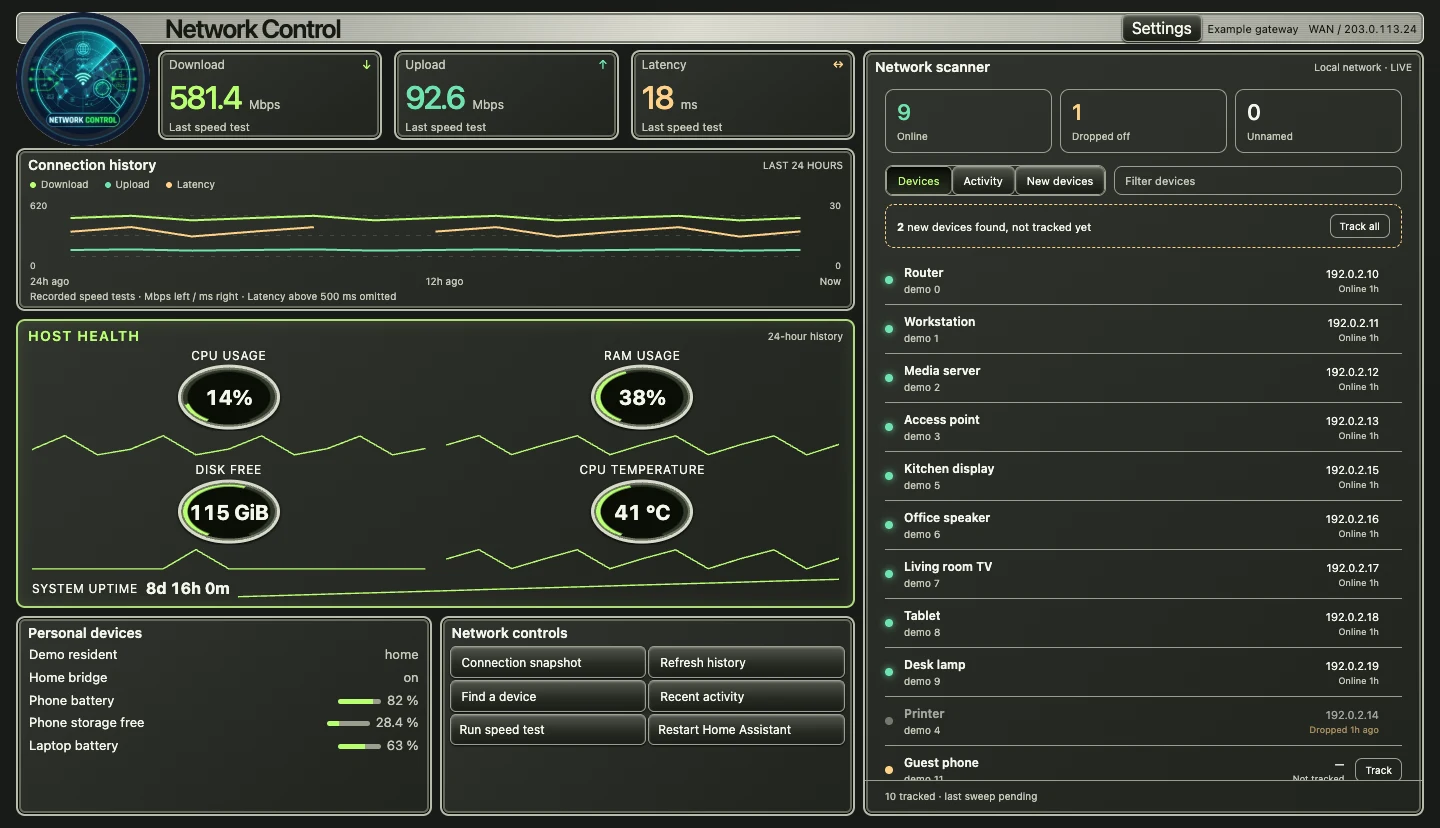 Network Control
Settings
Example gateway
WAN / 203.0.113.24
NETWORK CONTROL
Download ↓
581.4 Mbps
Last speed test
Upload ↑
92.6 Mbps
Last speed test
Latency ↔
18 ms
Last speed test
Connection history
LAST 24 HOURS
Download
Upload
Latency
620
30
0
0
24h ago
12h ago
Now
Recorded speed tests · Mbps left / ms right · Latency above 500 ms omitted
HOST HEALTH
24-hour history
CPU USAGE
14%
RAM USAGE
38%
DISK FREE
115 GiB
CPU TEMPERATURE
41 °C
SYSTEM UPTIME 8d 16h 0m
Personal devices
Demo resident home
Home bridge on
Phone battery 82 %
Phone storage free 28.4 %
Laptop battery 63 %
Network controls
Connection snapshot
Refresh history
Find a device
Recent activity
Run speed test
Restart Home Assistant
Network scanner
Local network · LIVE
9
Online
1
Dropped off
0
Unnamed
Devices
Activity
New devices
Filter devices
2 new devices found, not tracked yet
Track all
Router 192.0.2.10
demo 0 Online 1h
Workstation 192.0.2.11
demo 1 Online 1h
Media server 192.0.2.12
demo 2 Online 1h
Access point 192.0.2.13
demo 3 Online 1h
Kitchen display 192.0.2.15
demo 5 Online 1h
Office speaker 192.0.2.16
demo 6 Online 1h
Living room TV 192.0.2.17
demo 7 Online 1h
Tablet 192.0.2.18
demo 8 Online 1h
Desk lamp 192.0.2.19
demo 9 Online 1h
Printer 192.0.2.14
demo 4 Dropped 1h ago
Guest phone —
demo 11 Not tracked
Track
10 tracked · last sweep pending